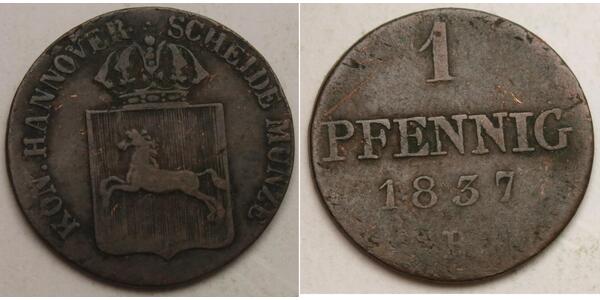 KÖN. HANNOVER. SCHEIDE MÜNZE
1
PFENNIG
1837
B